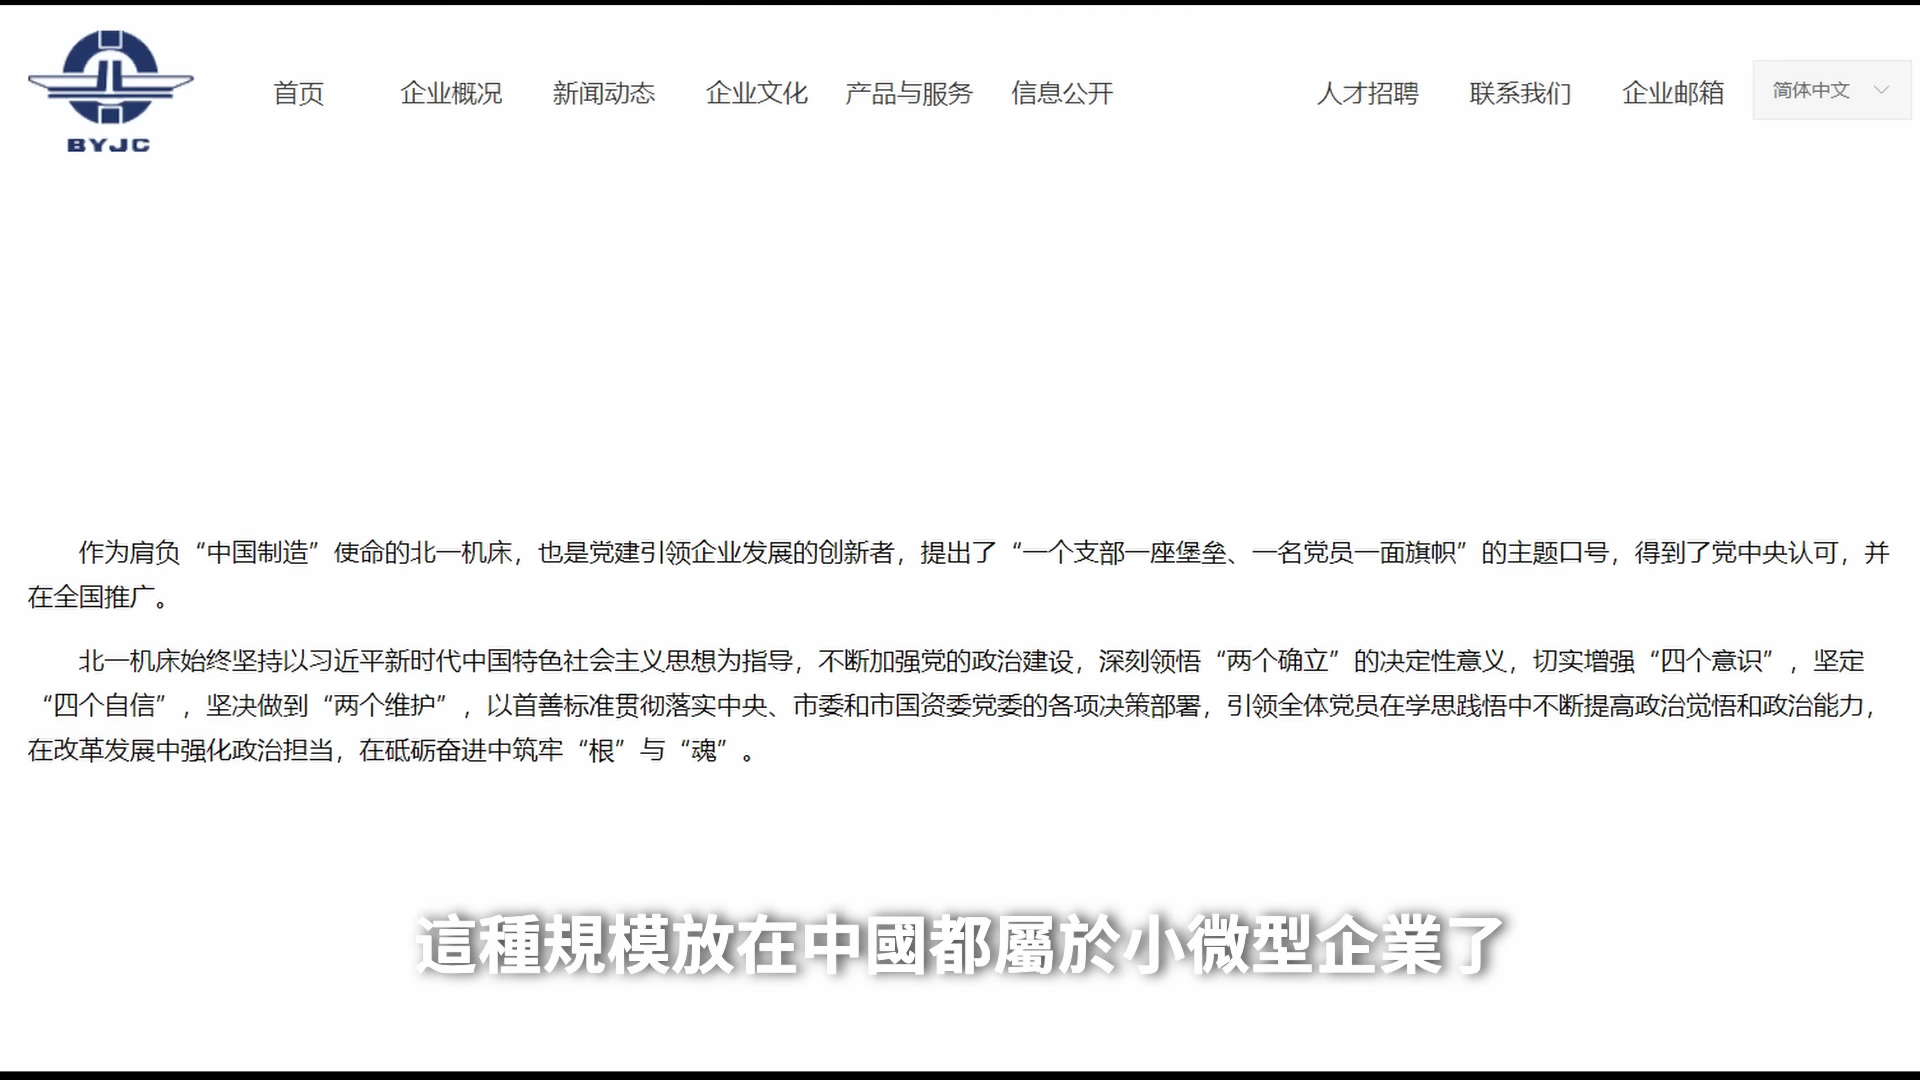 BYJC
首页 企业概况 新闻动态 企业文化 产品与服务 信息公开 人才招聘 联系我们 企业邮箱 简体中文
作为肩负“中国制造”使命的北一机床，也是党建引领企业发展的创新者，提出了“一个支部一座堡垒、一名党员一面旗帜”的主题口号，得到了党中央认可，并
在全国推广。
北一机床始终坚持以习近平新时代中国特色社会主义思想为指导，不断加强党的政治建设，深刻领悟“两个确立”的决定性意义，切实增强“四个意识”，坚定
“四个自信”，坚决做到“两个维护”，以首善标准贯彻落实中央、市委和市国资委党委的各项决策部署，引领全体党员在学思践悟中不断提高政治觉悟和政治能力，
在改革发展中强化政治担当，在砥砺奋进中筑牢“根”与“魂”。
這種規模放在中國都屬於小微型企業了